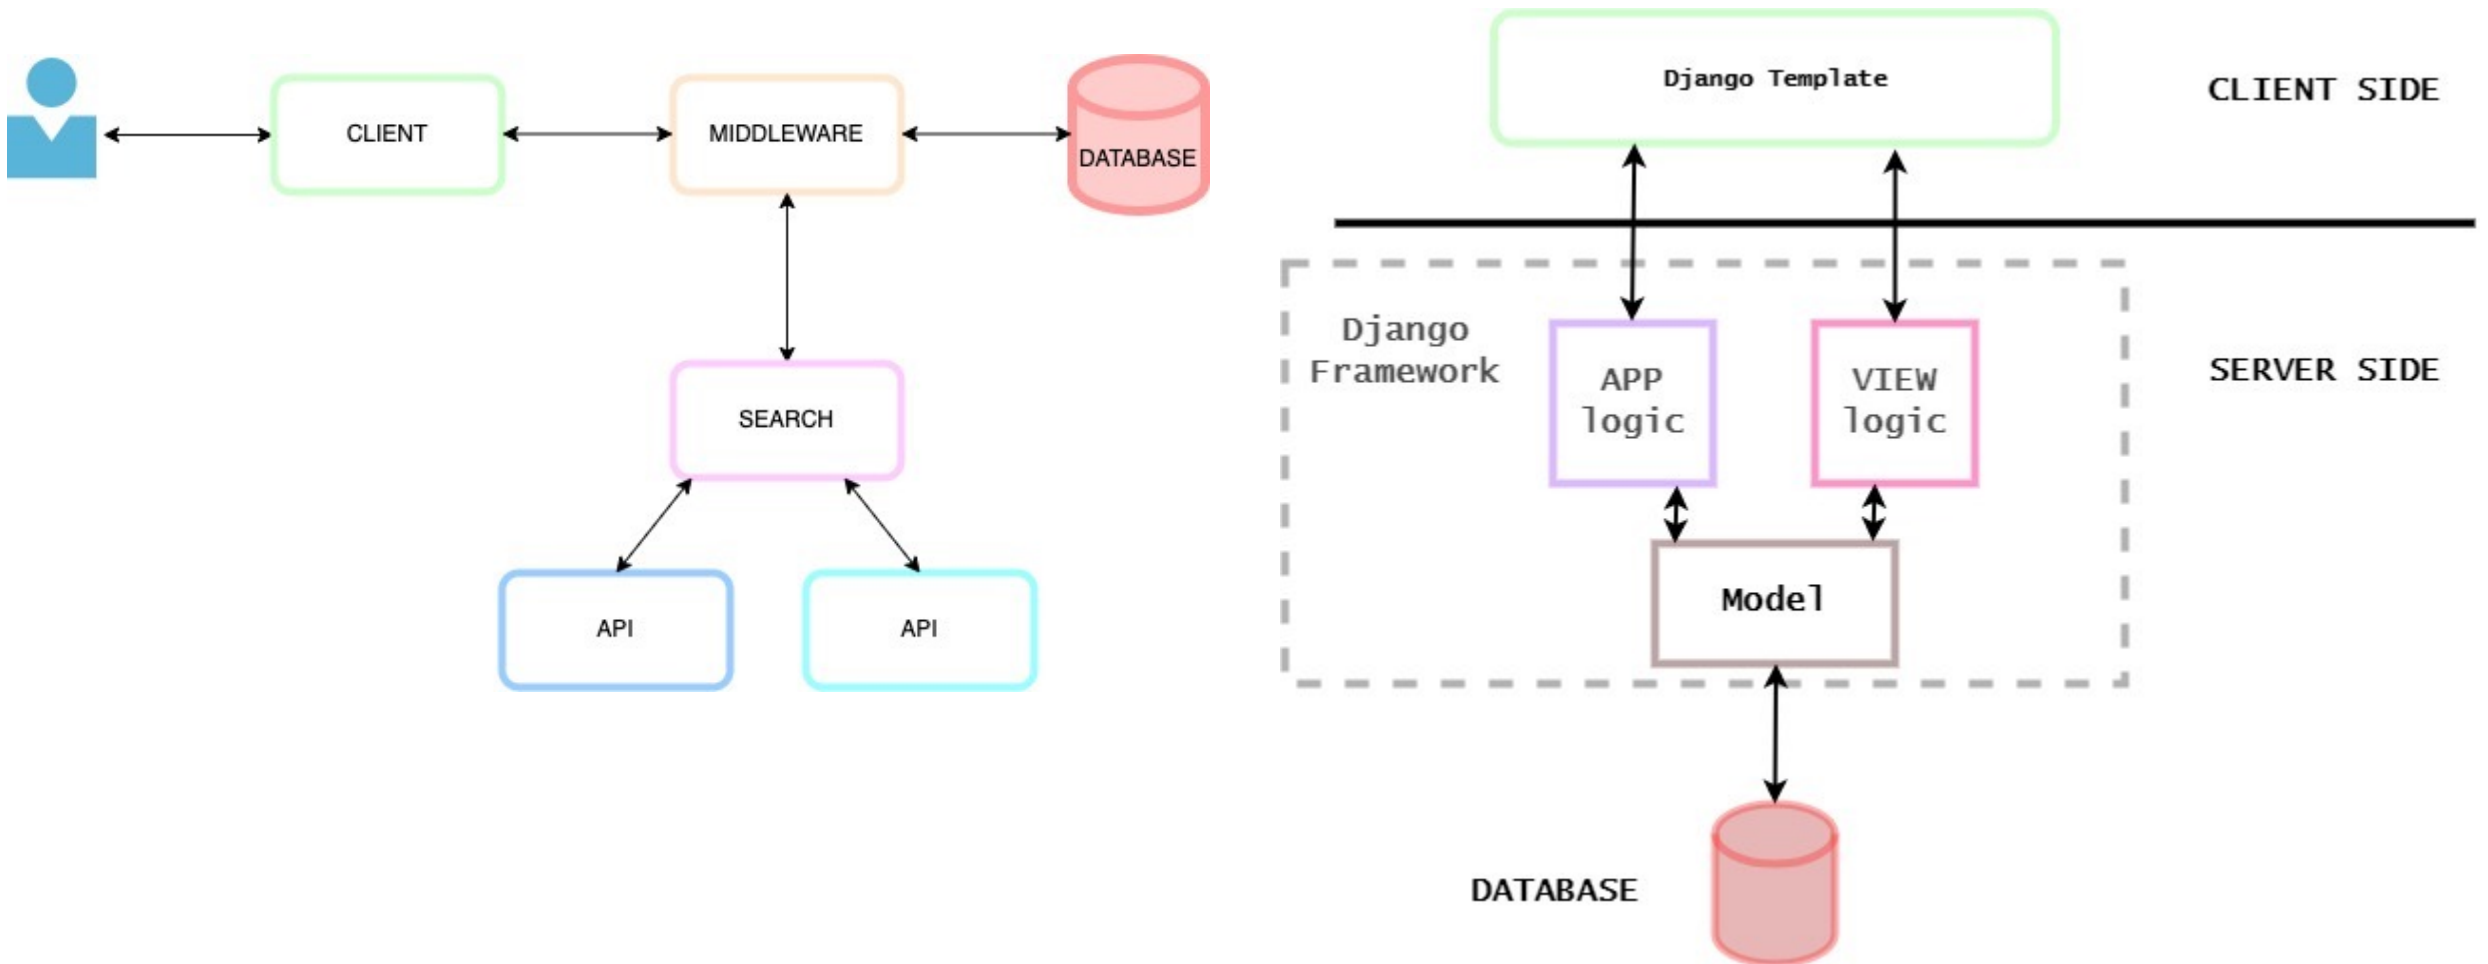 CLIENT
MIDDLEWARE
DATABASE
SEARCH
API
API
Django Template
CLIENT SIDE
Django
Framework
APP
logic
VIEW
logic
SERVER SIDE
Model
DATABASE